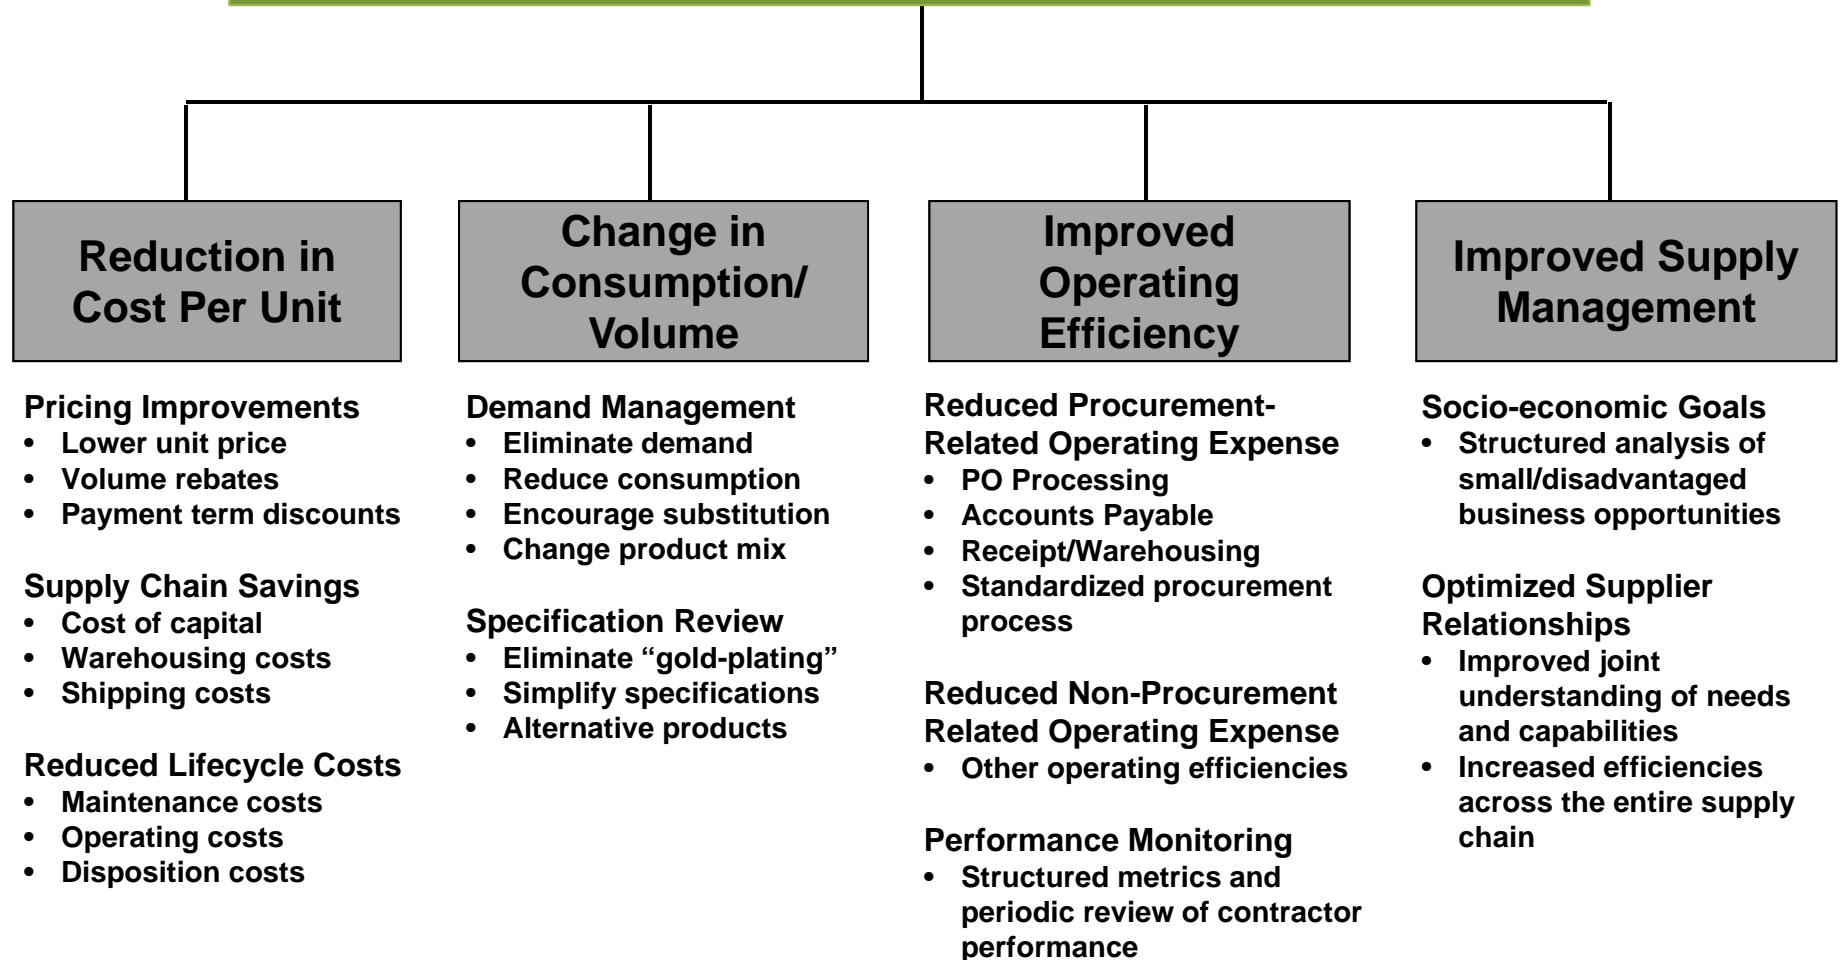 Reduction in
Cost Per Unit
Pricing Improvements
• Lower unit price
• Volume rebates
• Payment term discounts
Supply Chain Savings
• Cost of capital
• Warehousing costs
• Shipping costs
Reduced Lifecycle Costs
• Maintenance costs
• Operating costs
• Disposition costs
Change in
Consumption/
Volume
Demand Management
• Eliminate demand
• Reduce consumption
• Encourage substitution
• Change product mix
Specification Review
• Eliminate “gold-plating”
• Simplify specifications
• Alternative products
Improved
Operating
Efficiency
Reduced Procurement-
Related Operating Expense
• PO Processing
• Accounts Payable
• Receipt/Warehousing
• Standardized procurement
process
Reduced Non-Procurement
Related Operating Expense
• Other operating efficiencies
Performance Monitoring
• Structured metrics and
periodic review of contractor
performance
Improved Supply
Management
Socio-economic Goals
• Structured analysis of
small/disadvantaged
business opportunities
Optimized Supplier
Relationships
• Improved joint
understanding of needs
and capabilities
• Increased efficiencies
across the entire supply
chain